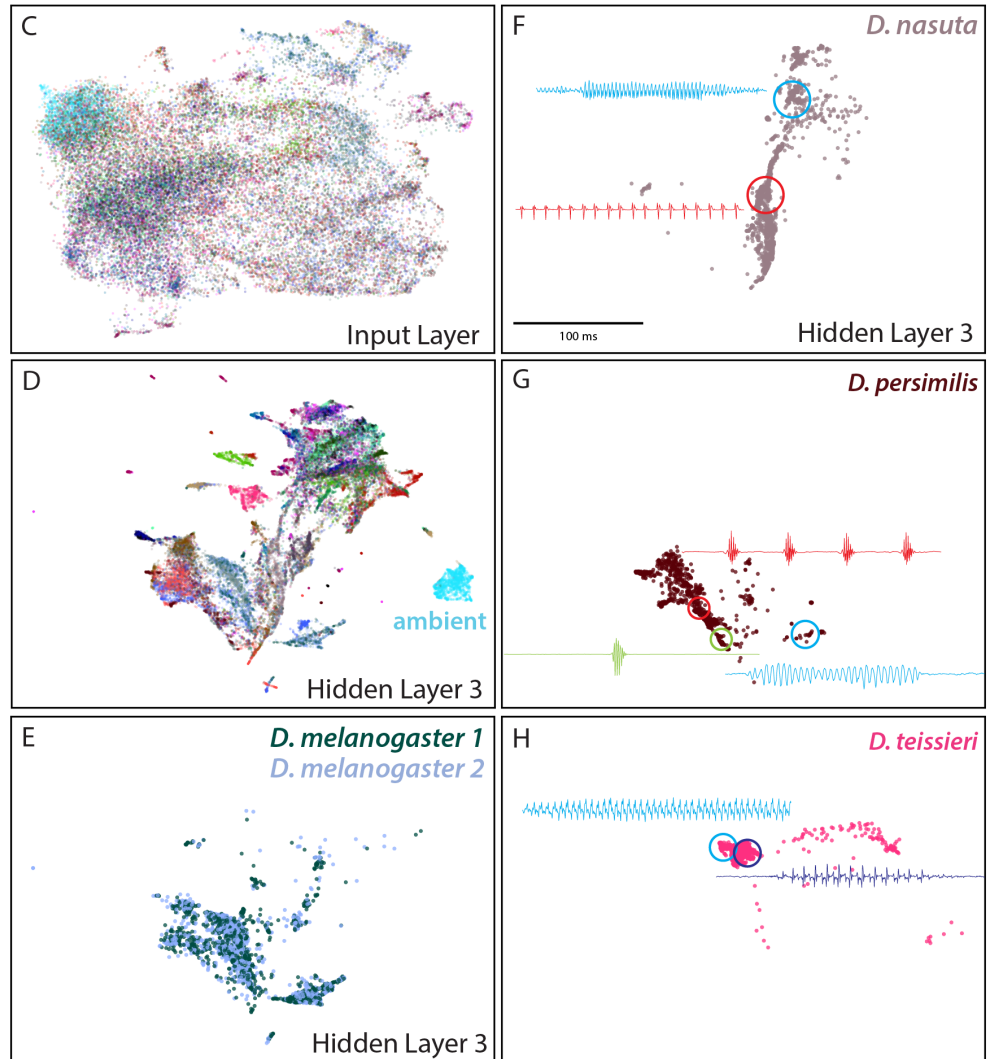 C
Input Layer
D
ambient
Hidden Layer 3
E
D. melanogaster 1
D. melanogaster 2
Hidden Layer 3
F
D. nasuta
100 ms
Hidden Layer 3
G
D. persimilis
H
D. teissieri